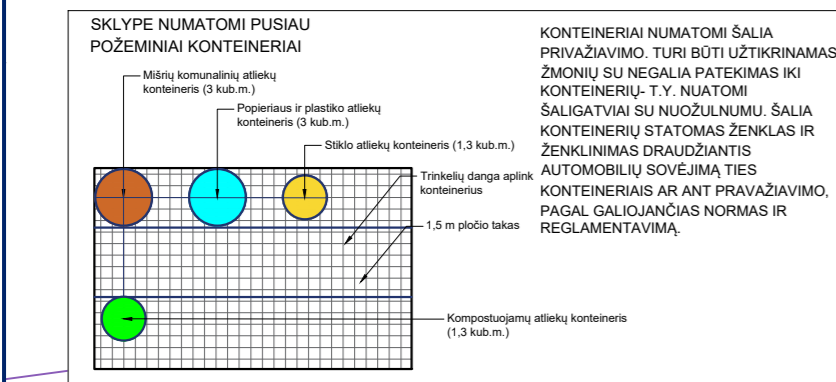 SKLYPE NUMATOMI PUSIAU
POŽEMINIAI KONTEINERIAI
Mišrių komunalinių atliekų
konteineris (3 kub.m.)
Popieriaus ir plastiko atliekų
konteineris (3 kub.m.)
Stiklo atliekų konteineris (1,3 kub.m.)
Trinkelių danga aplink
konteinerius
1,5 m pločio takas
Kompostuojamų atliekų konteineris
(1,3 kub.m.)
KONTEINERIAI NUMATOMI ŠALIA
PRIVAŽIAVIMO. TURI BŪTI UŽTIKRINAMAS
ŽMONIŲ SU NEGALIA PATEKIMAS IKI
KONTEINERIŲ- T.Y. NUATOMI
ŠALIGATVIAI SU NUOŽULNUMU. ŠALIA
KONTEINERIŲ STATOMAS ŽENKLAS IR
ŽENKLINIMAS DRAUDŽIANTIS
AUTOMOBILIŲ SOVĖJIMĄ TIES
KONTEINERIAIS AR ANT PRAVAŽIAVIMO,
PAGAL GALIOJANČIAS NORMAS IR
REGLAMENTAVIMĄ.